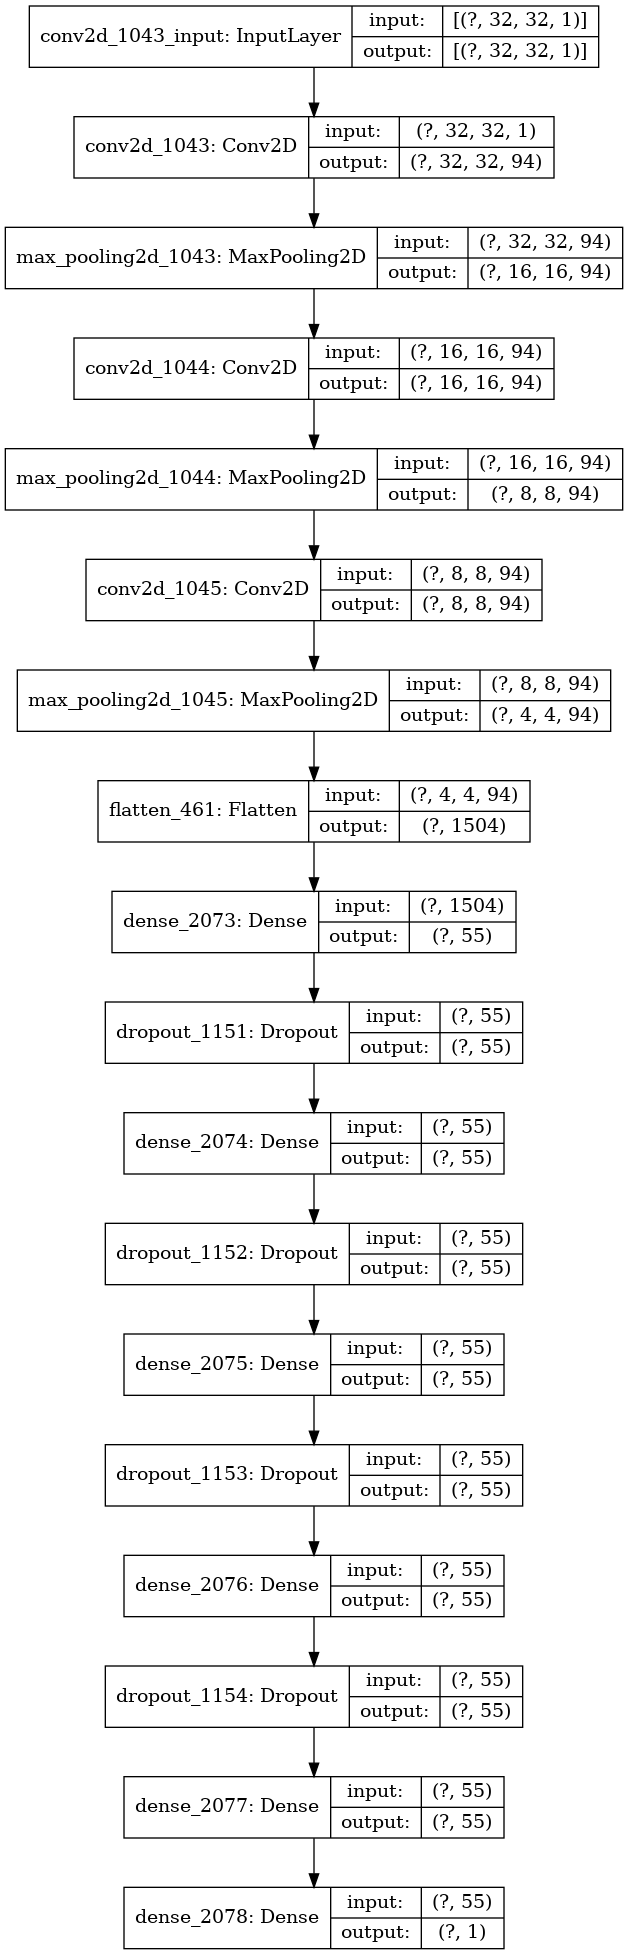 conv2d_1043_input: InputLayer
input:
[(?, 32, 32, 1)]
output:
[(?, 32, 32, 1)]
conv2d_1043: Conv2D
input:
(?, 32, 32, 1)
output:
(?, 32, 32, 94)
max_pooling2d_1043: MaxPooling2D
input:
(?, 32, 32, 94)
output:
(?, 16, 16, 94)
conv2d_1044: Conv2D
input:
(?, 16, 16, 94)
output:
(?, 16, 16, 94)
max_pooling2d_1044: MaxPooling2D
input:
(?, 16, 16, 94)
output:
(?, 8, 8, 94)
conv2d_1045: Conv2D
input:
(?, 8, 8, 94)
output:
(?, 8, 8, 94)
max_pooling2d_1045: MaxPooling2D
input:
(?, 8, 8, 94)
output:
(?, 4, 4, 94)
flatten_461: Flatten
input:
(?, 4, 4, 94)
output:
(?, 1504)
dense_2073: Dense
input:
(?, 1504)
output:
(?, 55)
dropout_1151: Dropout
input:
(?, 55)
output:
(?, 55)
dense_2074: Dense
input:
(?, 55)
output:
(?, 55)
dropout_1152: Dropout
input:
(?, 55)
output:
(?, 55)
dense_2075: Dense
input:
(?, 55)
output:
(?, 55)
dropout_1153: Dropout
input:
(?, 55)
output:
(?, 55)
dense_2076: Dense
input:
(?, 55)
output:
(?, 55)
dropout_1154: Dropout
input:
(?, 55)
output:
(?, 55)
dense_2077: Dense
input:
(?, 55)
output:
(?, 55)
dense_2078: Dense
input:
(?, 55)
output:
(?, 1)